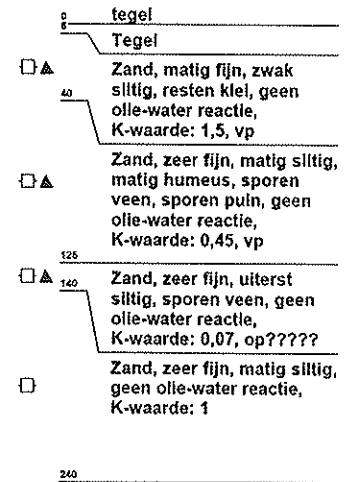 0 tegel
6
Tegel
Zand, matig fijn, zwak
siltig, resten klei, geen
40
olie-water reactie,
K-waarde: 1,5, vp
Zand, zeer fijn, matig siltig,
matig humeus, sporen
veen, sporen puin, geen
olie-water reactie,
K-waarde: 0,45, vp
125
140 Zand, zeer fijn, uiterst
siltig, sporen veen, geen
olie-water reactie,
K-waarde: 0,07, op?????
Zand, zeer fijn, matig siltig,
geen olie-water reactie,
K-waarde: 1
240